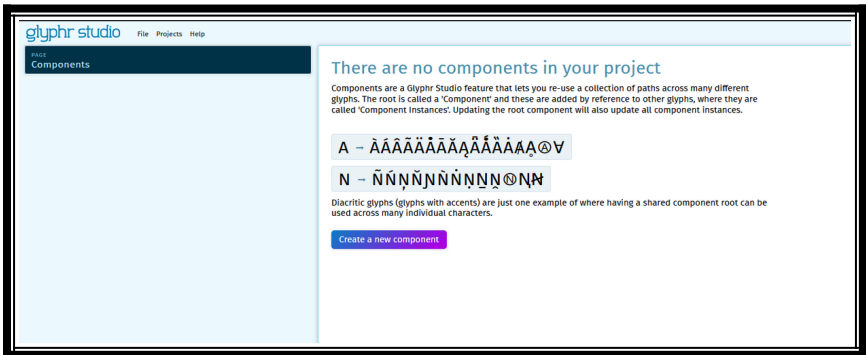 glyphr studio File Projects Help
PAGE
Components
There are no components in your project
Components are a Glyphr Studio feature that lets you re-use a collection of paths across many different
glyphs. The root is called a 'Component' and these are added by reference to other glyphs, where they are
called 'Component Instances'. Updating the root component will also update all component instances.
A →
N →
Diacritic glyphs (glyphs with accents) are just one example of where having a shared component root can be
used across many individual characters.
Create a new component